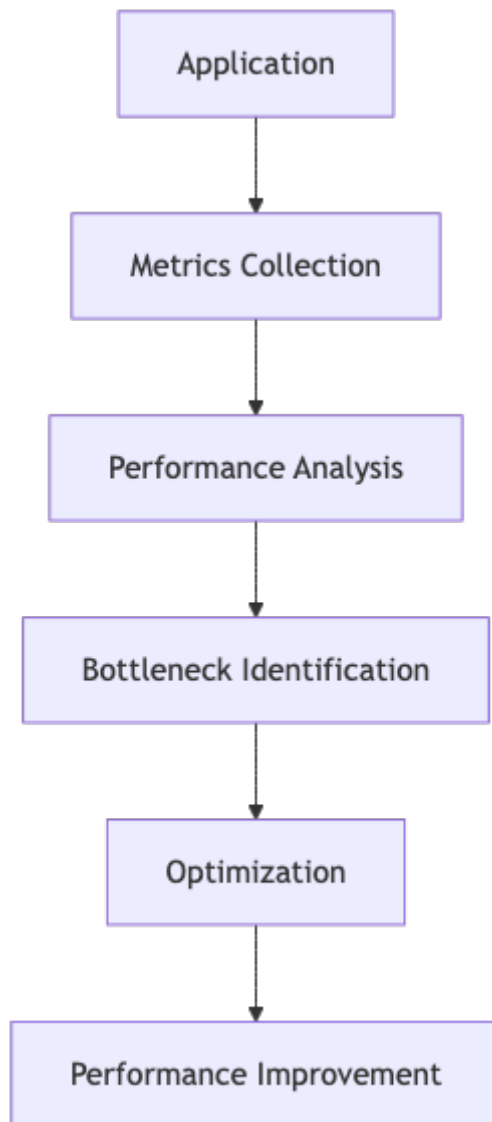 Application
Metrics Collection
Performance Analysis
Bottleneck Identification
Optimization
Performance Improvement